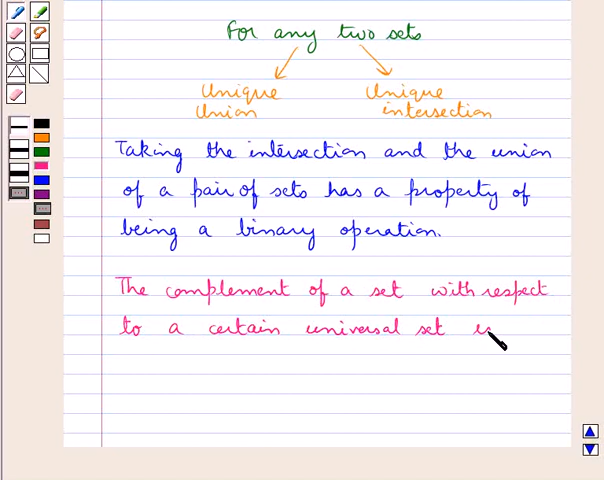 For any two sets
Unique Unique
Union intersection
Taking the intersection and the union
of a pair of sets has a property of
being a binary operation.
The complement of a set with respect
to a certain universal set is